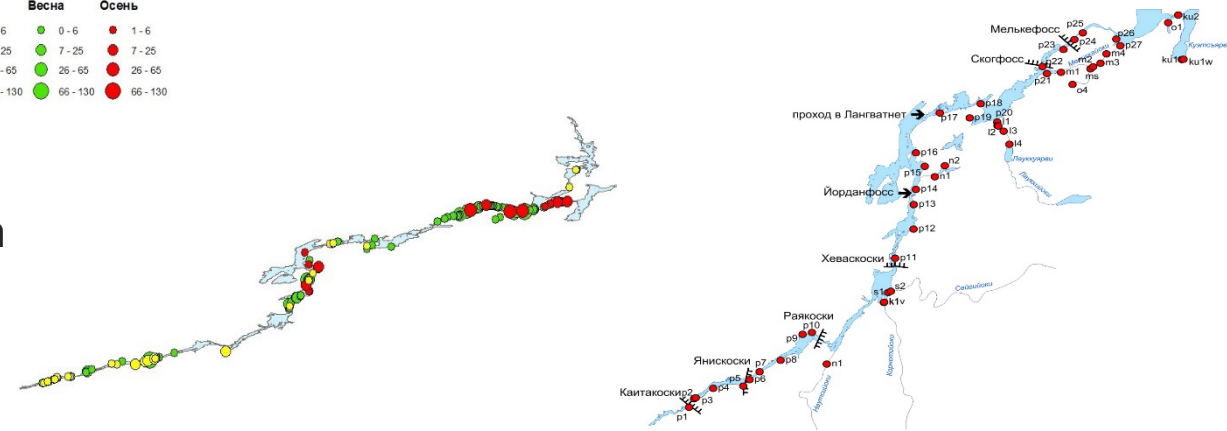 Весна Осень
6 0 - 6 1 - 6
25 7 - 25 7 - 25
- 65 26 - 65 26 - 65
- 130 66 - 130 66 - 130
ku2
o1
Мелькефосс p25
p24 p26
p23 p27
Куэтсъярви
m4
Скогфосс p22 m2
m3
ku1 ku1w
p21 m1 ms
o4
p18
проход в Лангватнет p17 p19 p20
l1
l2 l3
l4
p16
n2
p15 n1
Лауккуярви
Йорданфосс p14
p13
p12
Хеваскоски p11
s1 s2
Сейгийоки
k1v
Раякоски
p10
p9
Янискоски p7 p8 n1
p5 p6
Каитакоски p2 p4
p3
p1